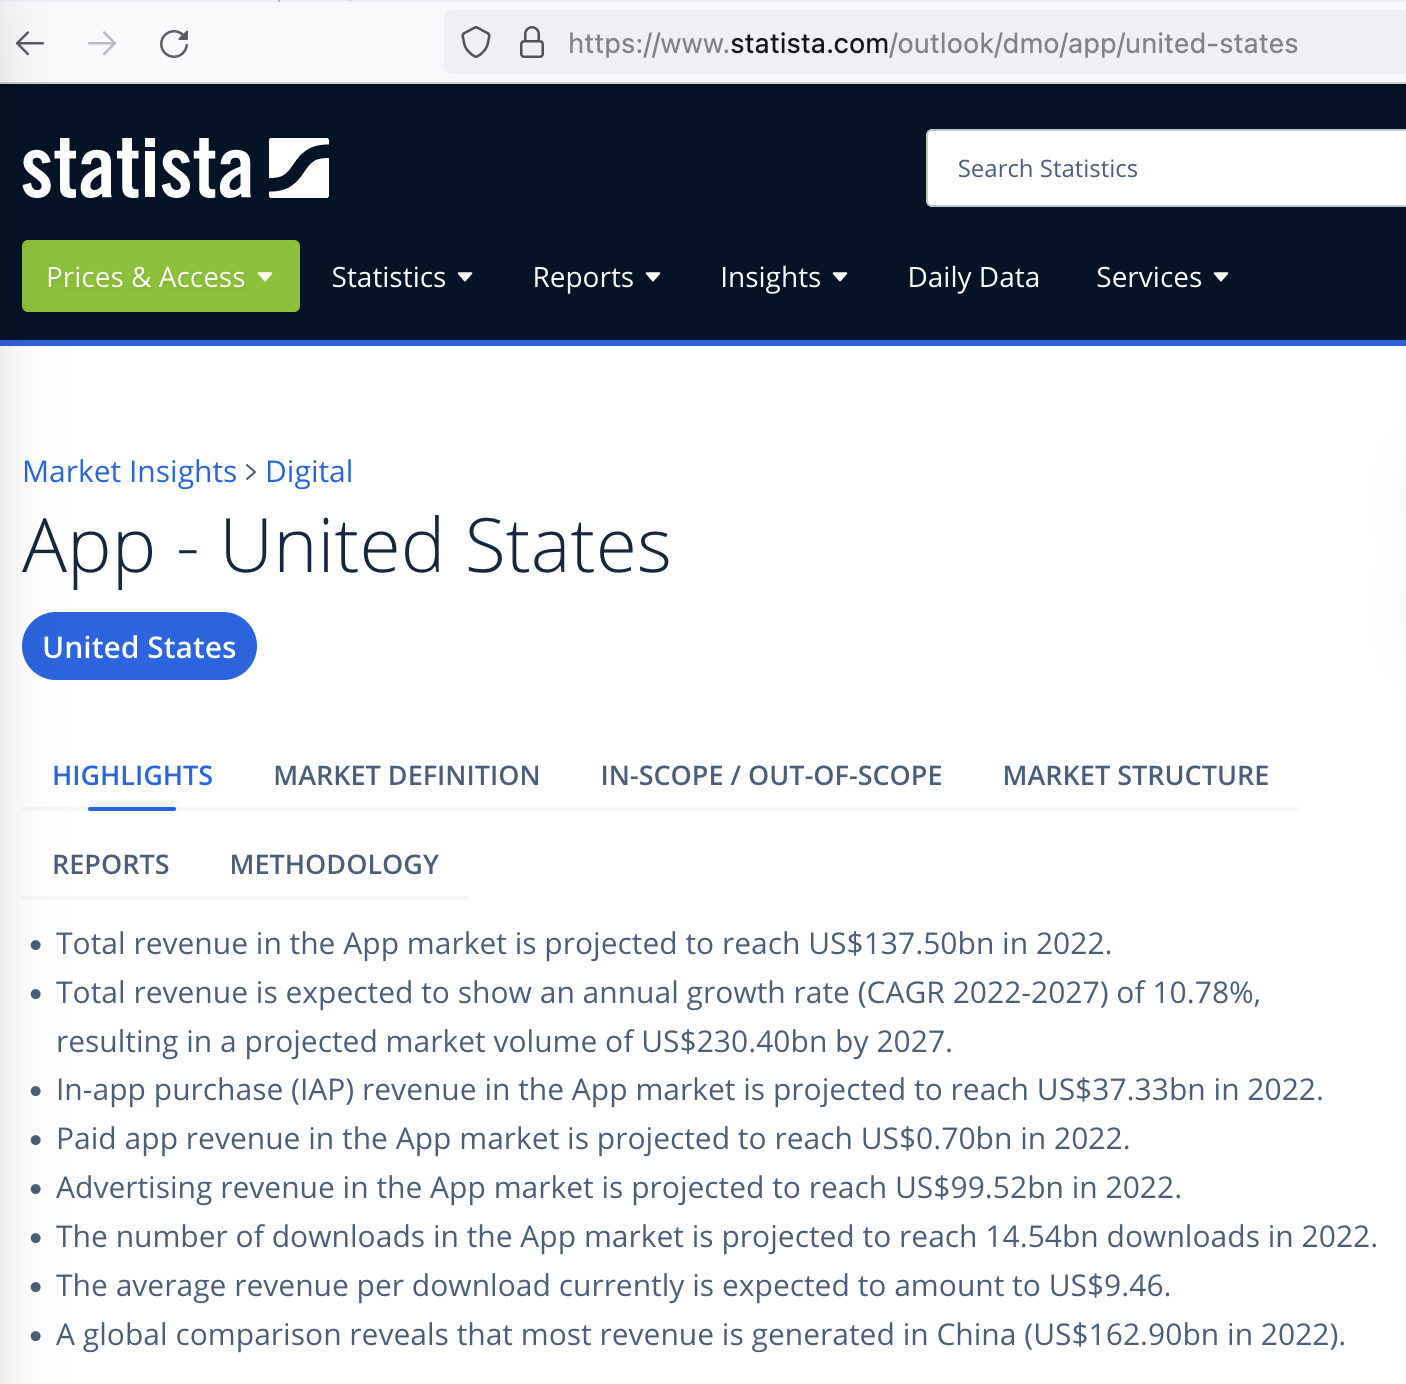 https://www.statista.com/outlook/dmo/app/united-states
statista
Search Statistics
Prices & Access Statistics Reports Insights Daily Data Services
Market Insights > Digital
App - United States
United States
HIGHLIGHTS MARKET DEFINITION IN-SCOPE / OUT-OF-SCOPE MARKET STRUCTURE
REPORTS METHODOLOGY
• Total revenue in the App market is projected to reach US$137.50bn in 2022.
• Total revenue is expected to show an annual growth rate (CAGR 2022-2027) of 10.78%,
resulting in a projected market volume of US$230.40bn by 2027.
• In-app purchase (IAP) revenue in the App market is projected to reach US$37.33bn in 2022.
• Paid app revenue in the App market is projected to reach US$0.70bn in 2022.
• Advertising revenue in the App market is projected to reach US$99.52bn in 2022.
• The number of downloads in the App market is projected to reach 14.54bn downloads in 2022.
• The average revenue per download currently is expected to amount to US$9.46.
• A global comparison reveals that most revenue is generated in China (US$162.90bn in 2022).